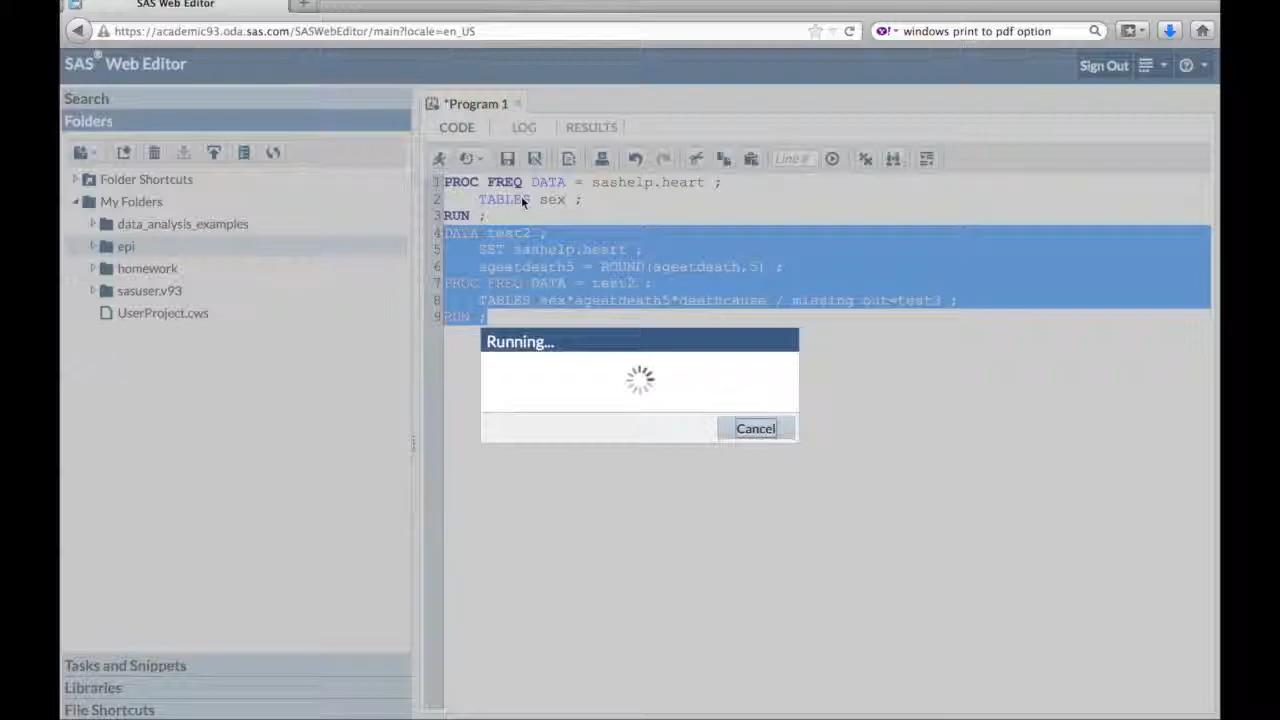 SAS Web Editor
https://academic93.oda.sas.com/SASWebEditor/main?locale=en_US
windows print to pdf option
SAS® Web Editor
Sign Out
Search
Folders
Folder Shortcuts
My Folders
data_analysis_examples
epi
homework
sasuser.v93
UserProject.cws
Tasks and Snippets
Libraries
File Shortcuts
*Program 1
CODE LOG RESULTS
Line #
1 PROC FREQ DATA = sashelp.heart ;
2 TABLES sex ;
3 RUN ;
4 DATA test2 ;
5 SET sashelp.heart ;
6 ageatdeath5 = ROUND(ageatdeath,5) ;
7 PROC FREQ DATA = test2 ;
8 TABLES sex*ageatdeath5*deathcause / missing out=test3 ;
9 RUN ;
Running...
Cancel